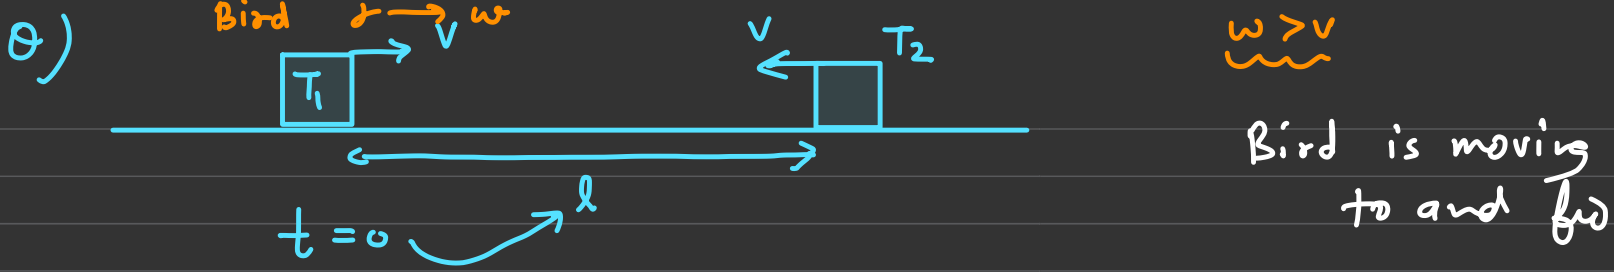 Q)
Bird → w
w > v
V
V
T₂
T₁
Bird is moving
to and fro
l
t = 0